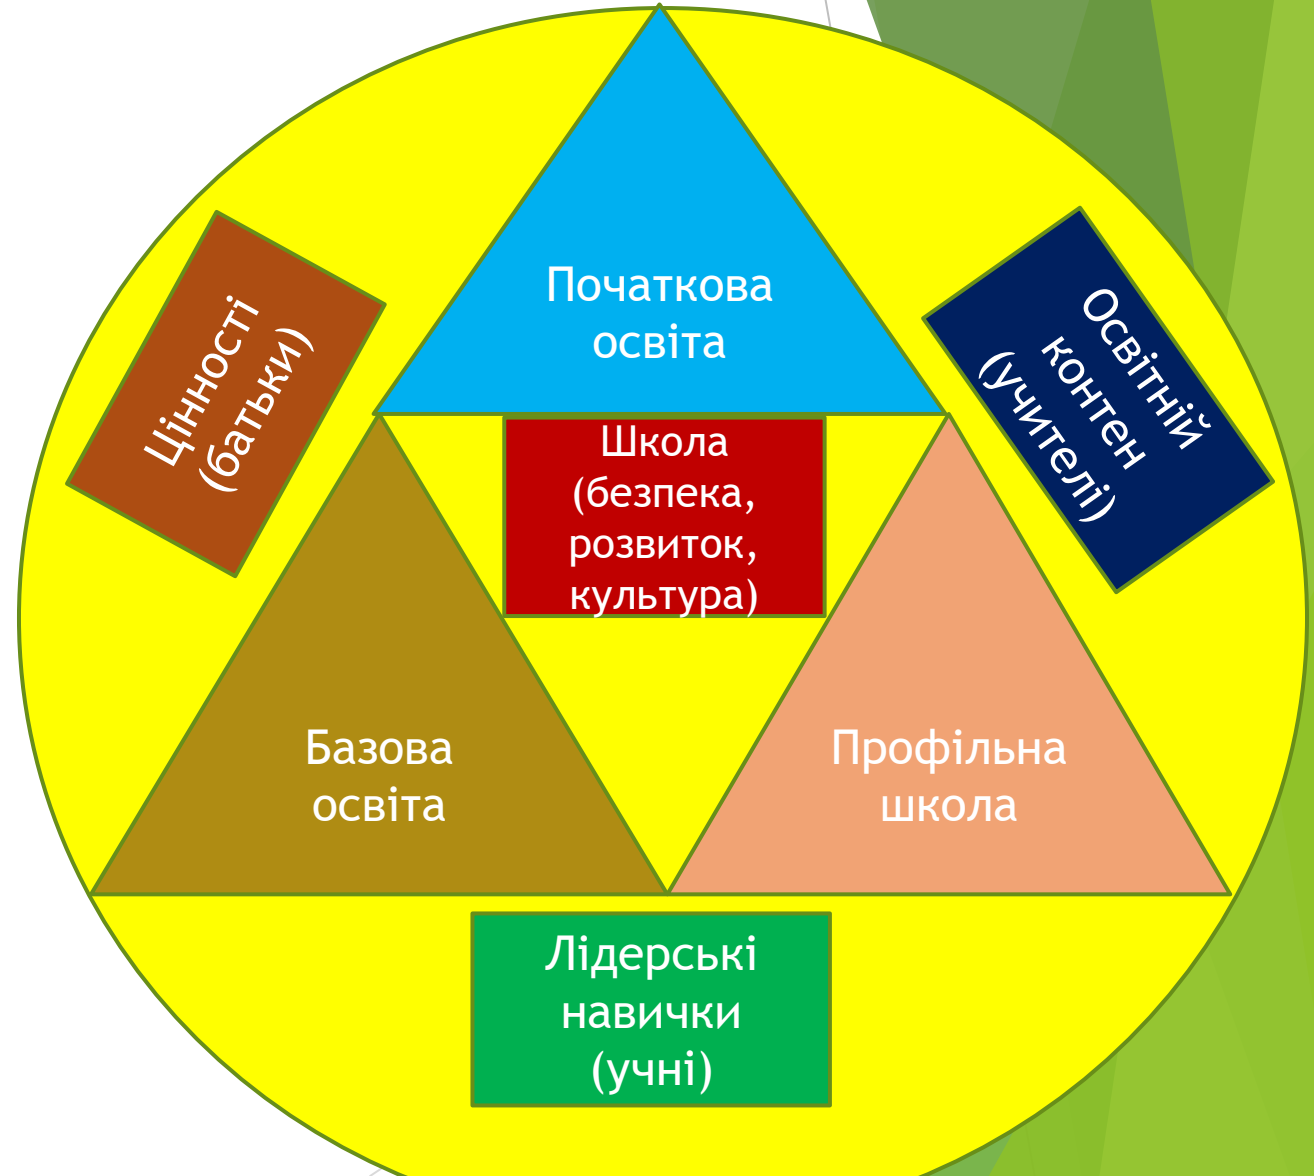 Початкова
освіта
Цінності
(батьки)
Освітній
контен
(учителі)
Школа
(безпека,
розвиток,
культура)
Базова
освіта
Профільна
школа
Лідерські
навички
(учні)